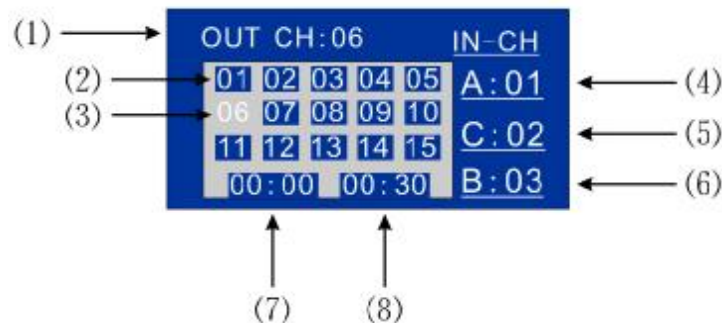 (1) OUT CH:06 IN-CH
(2) 01 02 03 04 05 A:01 (4)
(3) 06 07 08 09 10 C:02 (5)
11 12 13 14 15 B:03 (6)
00:00 00:30
(7) (8)